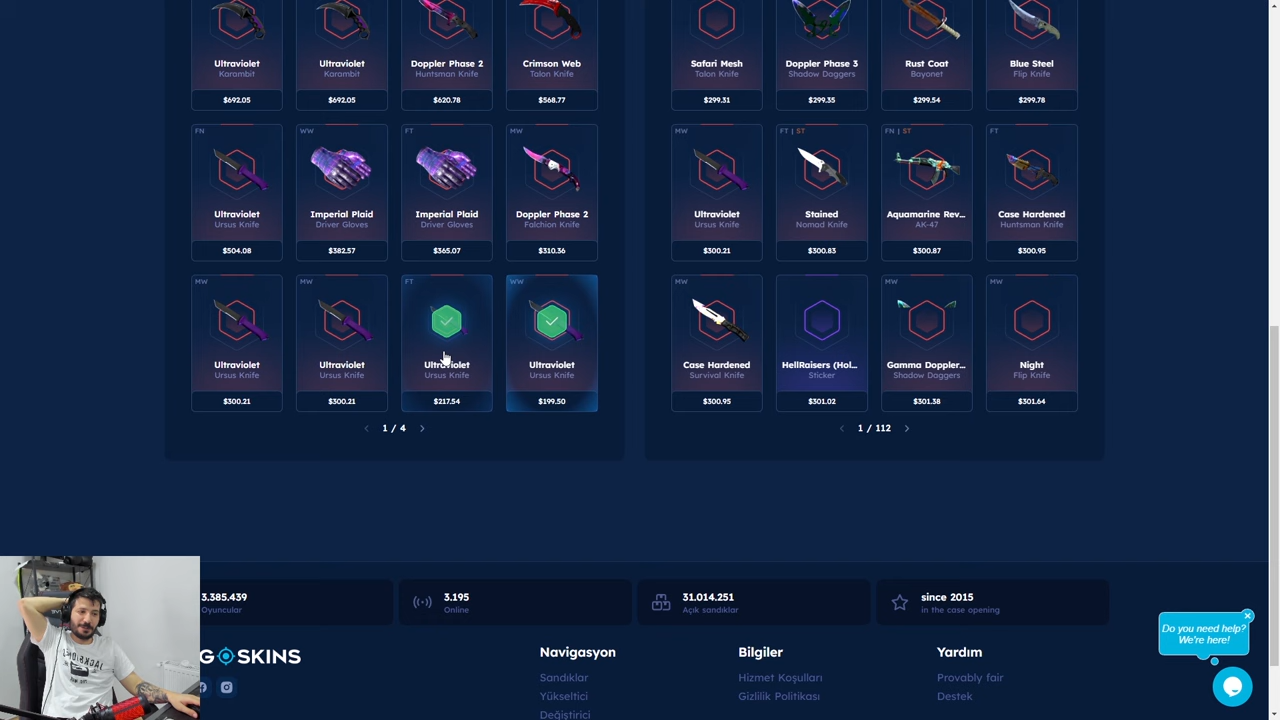 Ultraviolet
Karambit
$692.05
Ultraviolet
Karambit
$692.05
Doppler Phase 2
Huntsman Knife
$620.78
Crimson Web
Talon Knife
$568.77
Safari Mesh
Talon Knife
$299.31
Doppler Phase 3
Shadow Daggers
$299.35
Rust Coat
Bayonet
$299.54
Blue Steel
Flip Knife
$299.78
FN
Ultraviolet
Ursus Knife
$504.08
WW
Imperial Plaid
Driver Gloves
$382.57
FT
Imperial Plaid
Driver Gloves
$365.07
MW
Doppler Phase 2
Falchion Knife
$310.36
MW
Ultraviolet
Ursus Knife
$300.21
FT | ST
Stained
Nomad Knife
$300.83
FN | ST
Aquamarine Rev...
AK-47
$300.87
FT
Case Hardened
Huntsman Knife
$300.95
MW
Ultraviolet
Ursus Knife
$300.21
MW
Ultraviolet
Ursus Knife
$300.21
FT
Ultraviolet
Ursus Knife
$217.54
WW
Ultraviolet
Ursus Knife
$199.50
MW
Case Hardened
Survival Knife
$300.95
HellRaisers (Hol...
Sticker
$301.02
MW
Gamma Doppler...
Shadow Daggers
$301.38
MW
Night
Flip Knife
$301.64
1 / 4
1 / 112
3.385.439
Oyuncular
3.195
Online
31.014.251
Açık sandıklar
since 2015
in the case opening
Do you need help?
We're here!
G SKINS
Navigasyon
Sandıklar
Yükseltici
Değiştirici
Bilgiler
Hizmet Koşulları
Gizlilik Politikası
Yardım
Provably fair
Destek